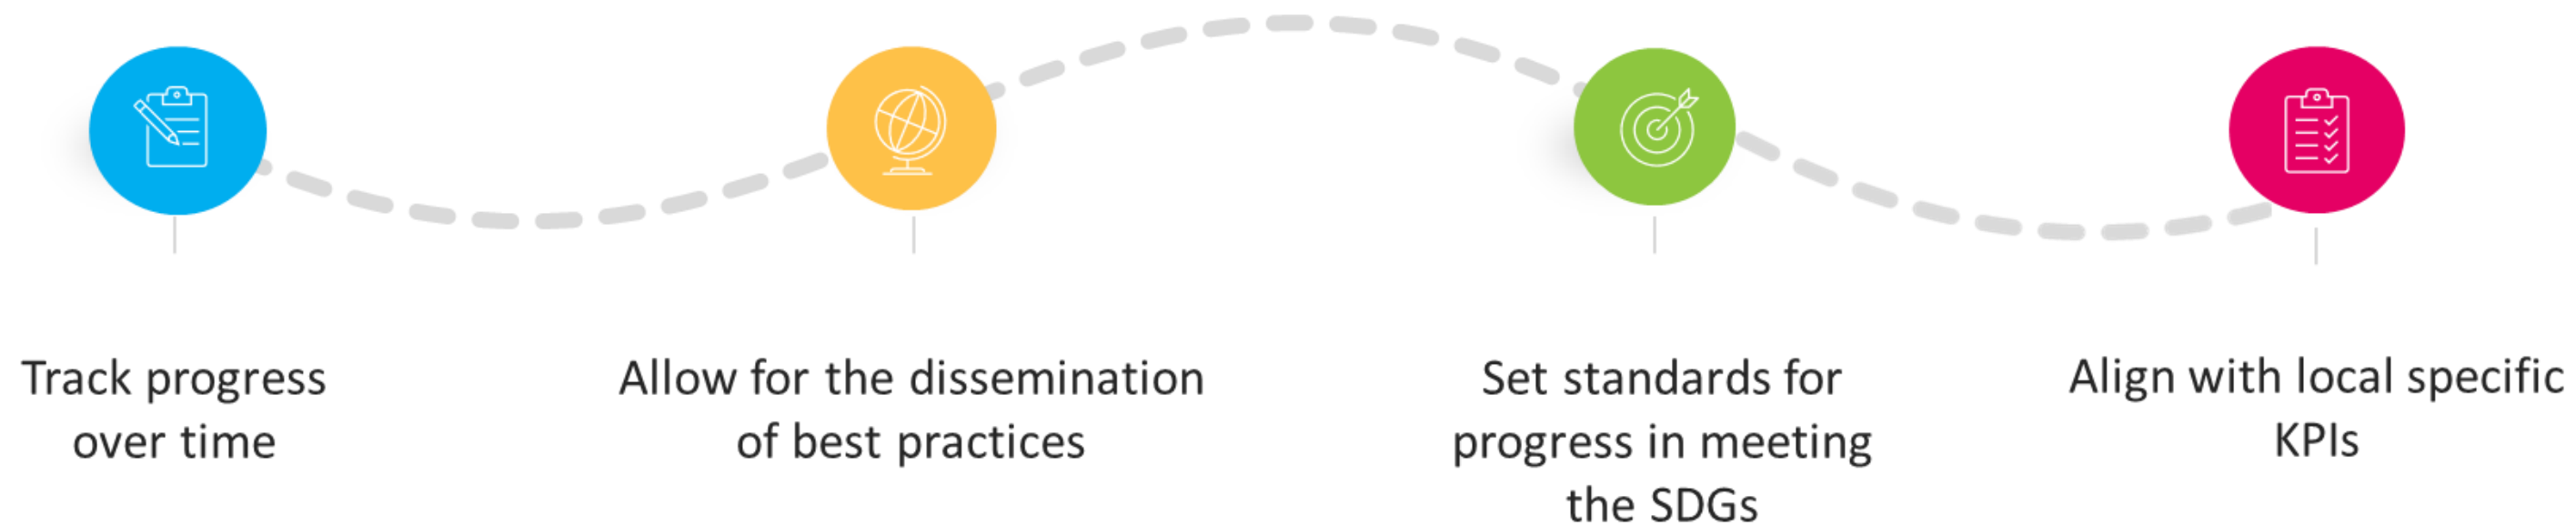 Track progress
over time
Allow for the dissemination
of best practices
Set standards for
progress in meeting
the SDGs
Align with local specific
KPIs